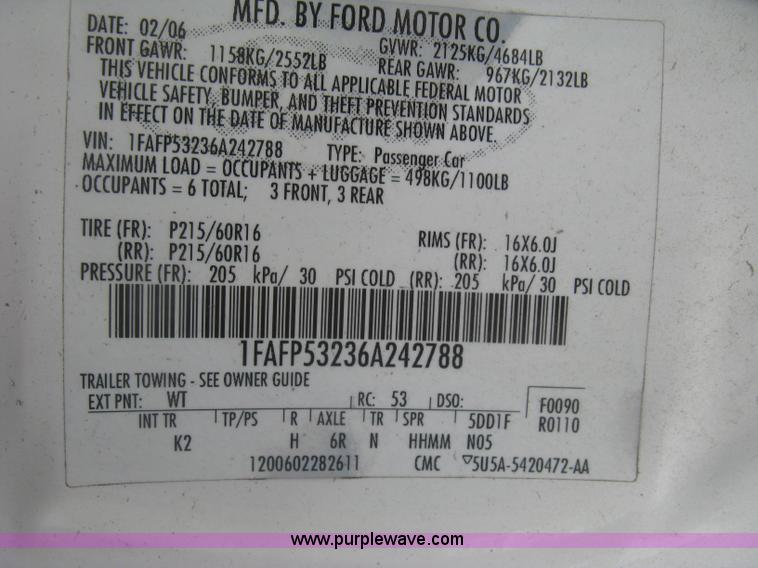 MFD. BY FORD MOTOR CO.
DATE: 02/06 GVWR: 2125KG/4684LB
FRONT GAWR: 1158KG/2552LB REAR GAWR: 967KG/2132LB
THIS VEHICLE CONFORMS TO ALL APPLICABLE FEDERAL MOTOR
VEHICLE SAFETY, BUMPER, AND THEFT PREVENTION STANDARDS
IN EFFECT ON THE DATE OF MANUFACTURE SHOWN ABOVE.
VIN: 1FAFP53236A242788 TYPE: Passenger Car
MAXIMUM LOAD = OCCUPANTS + LUGGAGE = 498KG/1100LB
OCCUPANTS = 6 TOTAL; 3 FRONT, 3 REAR
TIRE (FR): P215/60R16 RIMS (FR): 16X6.0J
(RR): P215/60R16 (RR): 16X6.0J
PRESSURE (FR): 205 kPa/ 30 PSI COLD (RR): 205 kPa/ 30 PSI COLD
1FAFP53236A242788
TRAILER TOWING - SEE OWNER GUIDE
EXT PNT: WT RC: 53 DSO: F0090
INT TR TP/PS R AXLE TR SPR 5DD1F R0110
K2 H 6R N HHMM N05
1200602282611 CMC ▽5U5A-5420472-AA
www.purplewave.com